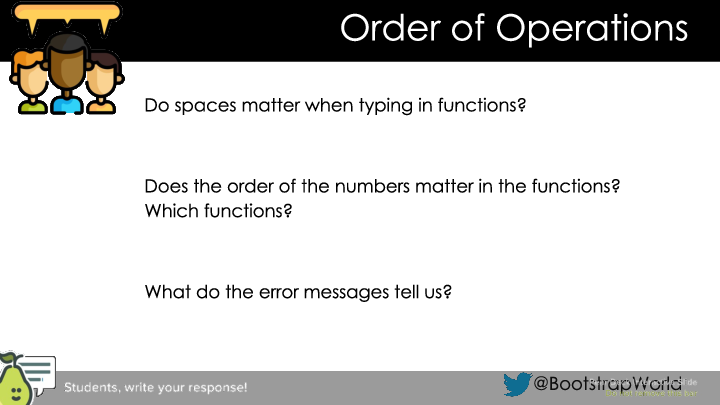 Order of Operations
Do spaces matter when typing in functions?
Does the order of the numbers matter in the functions?
Which functions?
What do the error messages tell us?
Students, write your response!
@BootstrapWorld